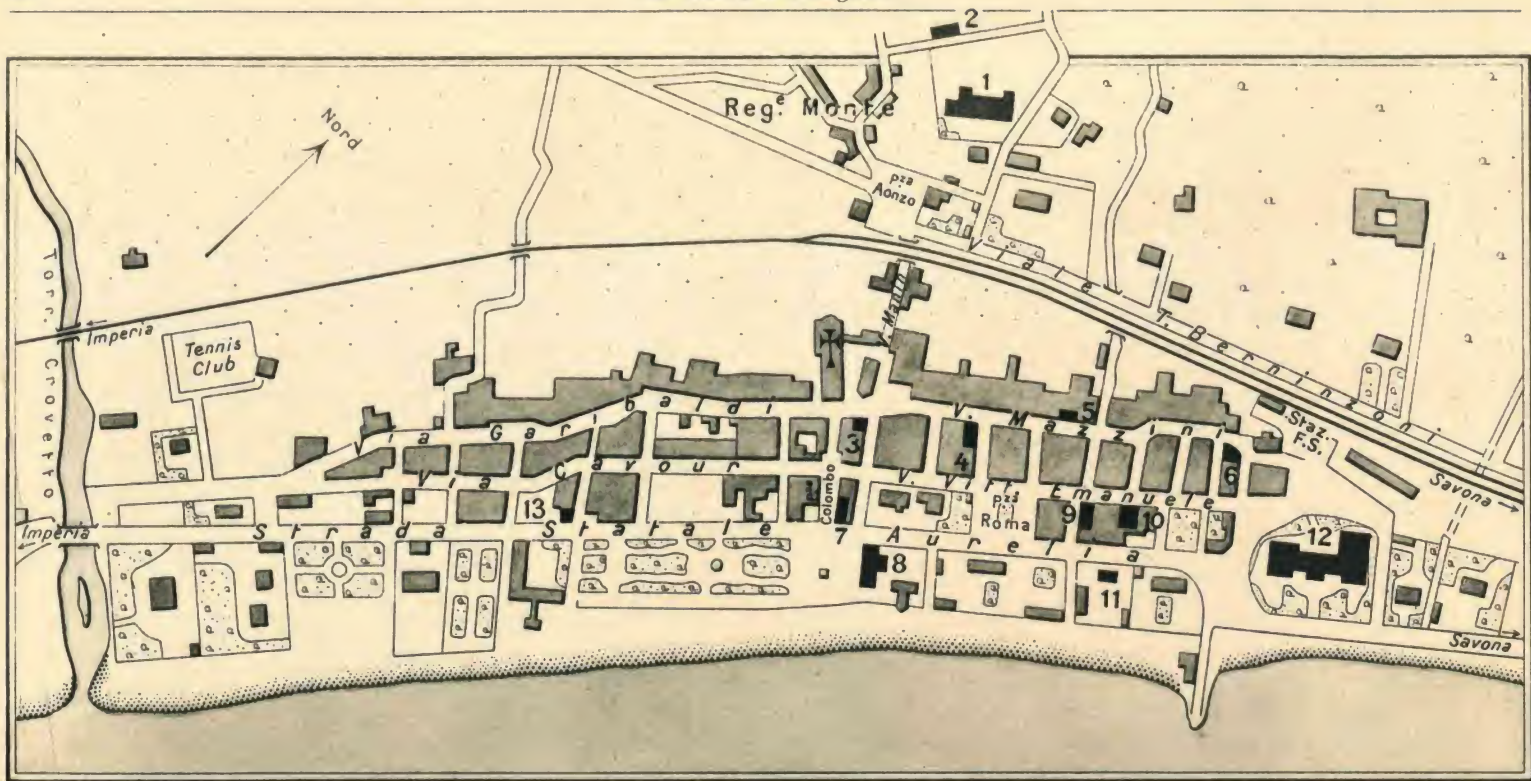 2
1
Nord
Reg.e Monte
Pza
Aonzo
Viale T. Berninzoni
Torr. Crovetto
Imperia
Tennis
Club
V. Manzi
Via Garibaldi
V. Mazzini
5
Staz.
F.S.
Savona
3
4
6
Via Cavour
V. Vitt. Emanuele
Colombo
pza
Roma
13
9
10
7
Imperia
Strada Statale Aurelia
8
11
12
Savona